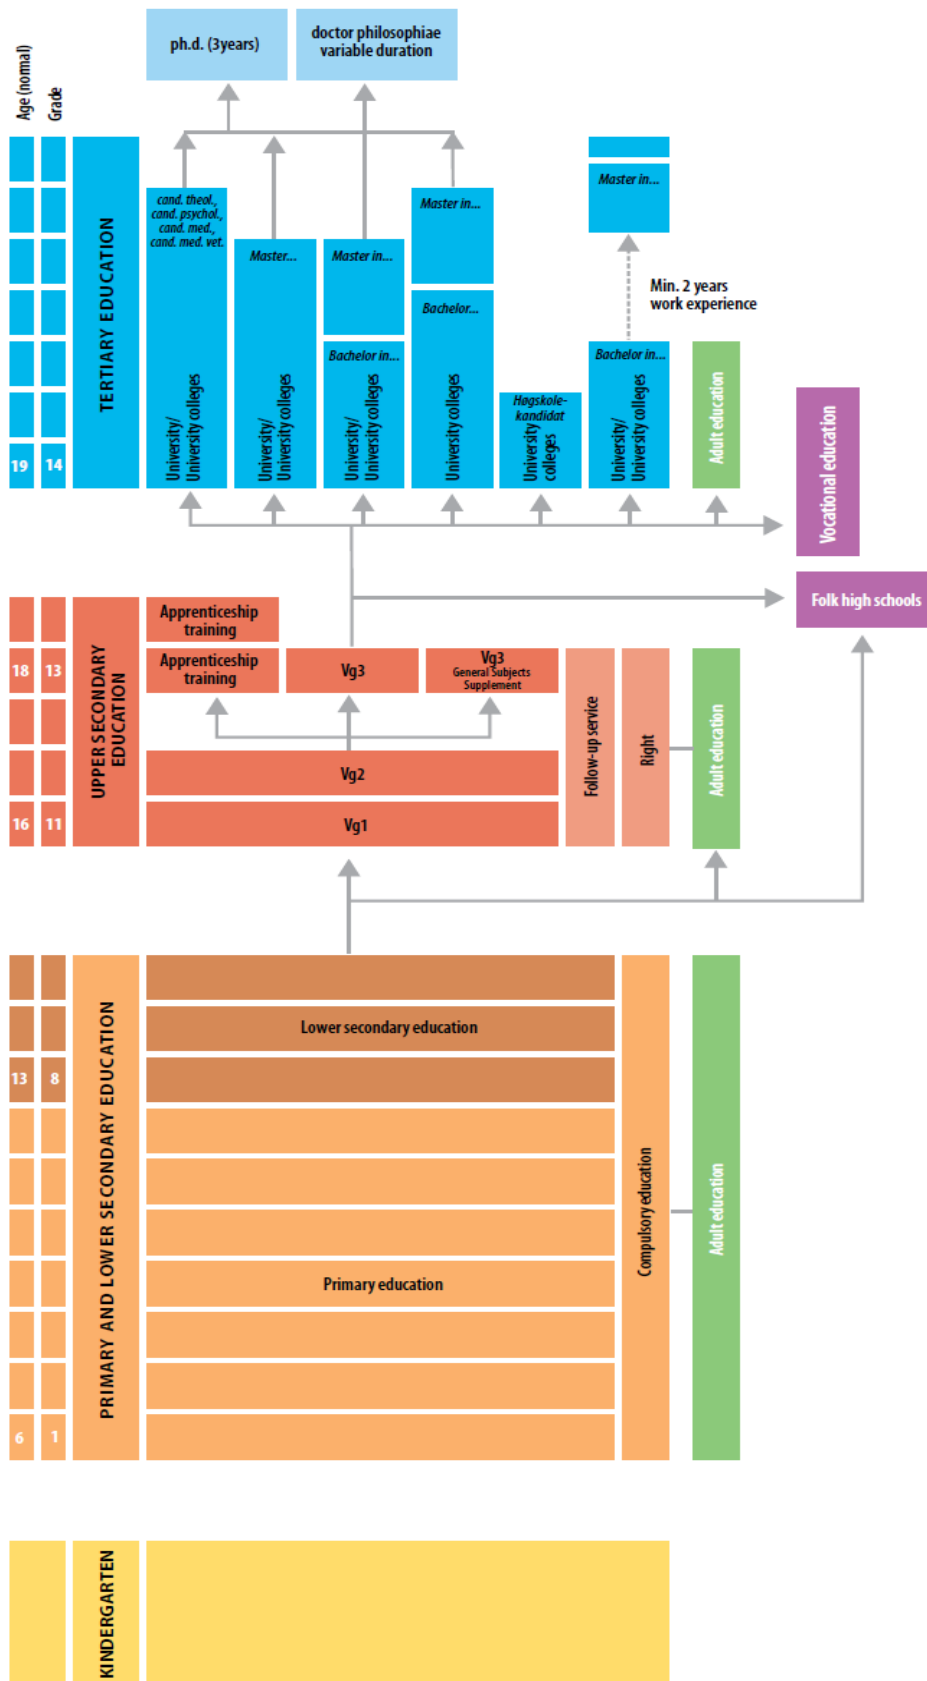 Age (normal)
Grade
ph.d. (3years)
doctor philosophiae
variable duration
TERTIARY EDUCATION
19
14
cand. theol.,
cand. psychol.,
cand. med.,
cand. med. vet.
University/
University colleges
Master...
University/
University colleges
Master in...
Bachelor in...
University/
University colleges
Master in...
Bachelor...
University colleges
Høgskole-
kandidat
University
colleges
Master in...
Min. 2 years
work experience
Bachelor in...
University/
University colleges
Adult education
Vocational education
Folk high schools
UPPER SECONDARY
EDUCATION
18
13
16
11
Apprenticeship
training
Apprenticeship
training
Vg3
Vg3
General Subjects
Supplement
Vg2
Vg1
Follow-up service
Right
Adult education
PRIMARY AND LOWER SECONDARY EDUCATION
13
8
6
1
Lower secondary education
Primary education
Compulsory education
Adult education
KINDERGARTEN